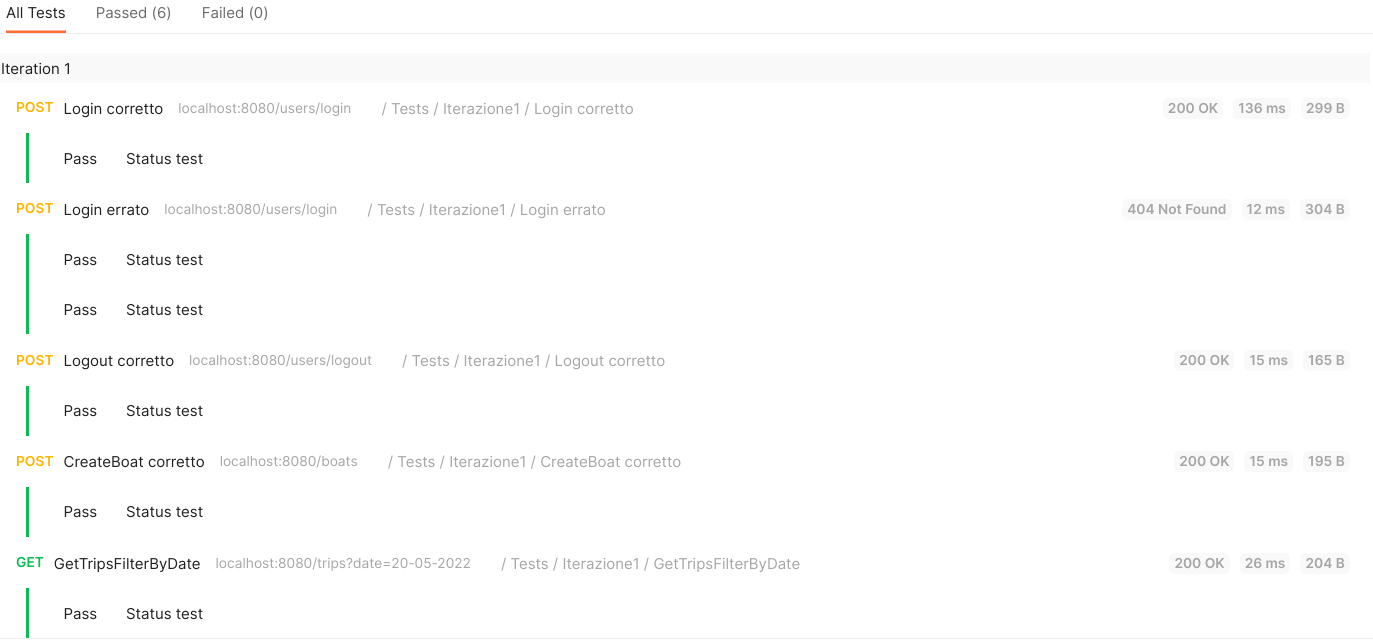 All Tests Passed (6) Failed (0)
Iteration 1
POST Login corretto localhost:8080/users/login / Tests / Iterazione1 / Login corretto 200 OK 136 ms 299 B
Pass Status test
POST Login errato localhost:8080/users/login / Tests / Iterazione1 / Login errato 404 Not Found 12 ms 304 B
Pass Status test
Pass Status test
POST Logout corretto localhost:8080/users/logout / Tests / Iterazione1 / Logout corretto 200 OK 15 ms 165 B
Pass Status test
POST CreateBoat corretto localhost:8080/boats / Tests / Iterazione1 / CreateBoat corretto 200 OK 15 ms 195 B
Pass Status test
GET GetTripsFilterByDate localhost:8080/trips?date=20-05-2022 / Tests / Iterazione1 / GetTripsFilterByDate 200 OK 26 ms 204 B
Pass Status test